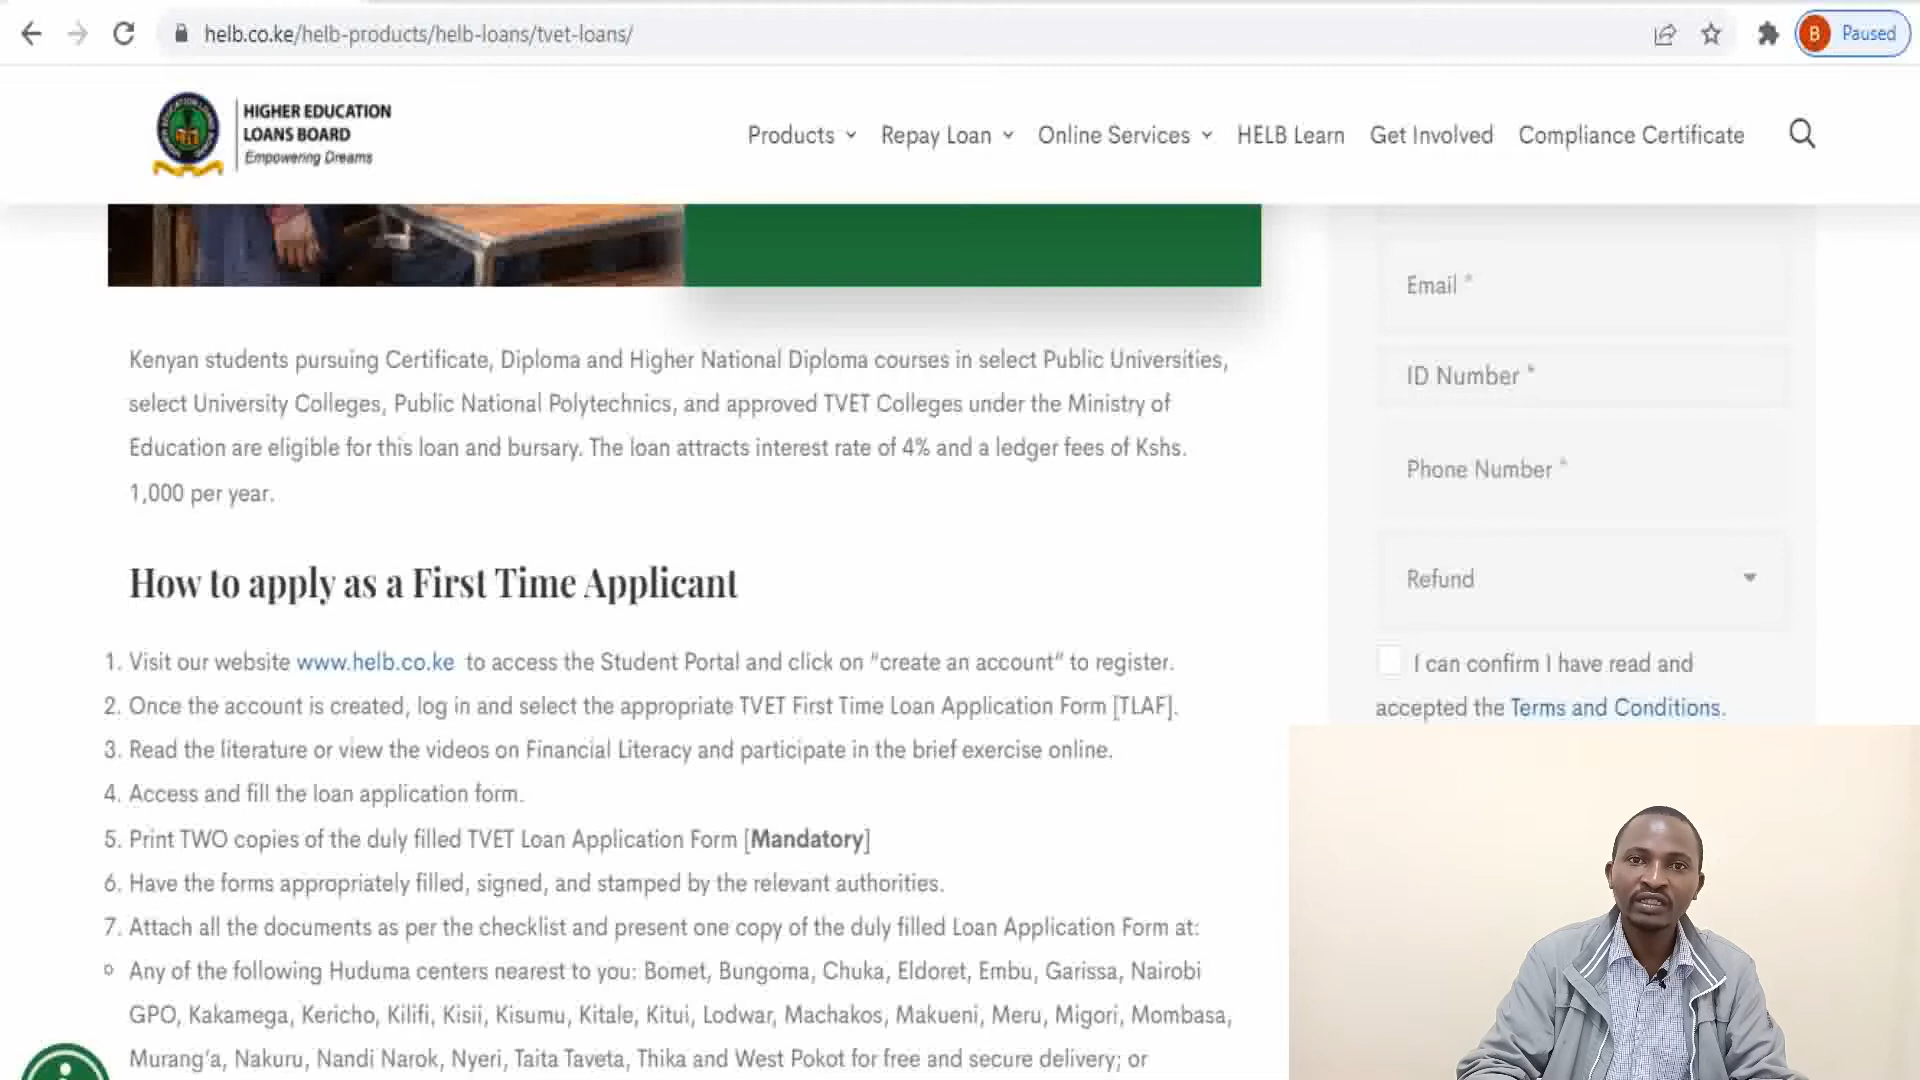 helb.co.ke/helb-products/helb-loans/tvet-loans/
B Paused
HIGHER EDUCATION
LOANS BOARD
Empowering Dreams
Products Repay Loan Online Services HELB Learn Get Involved Compliance Certificate
Kenyan students pursuing Certificate, Diploma and Higher National Diploma courses in select Public Universities,
select University Colleges, Public National Polytechnics, and approved TVET Colleges under the Ministry of
Education are eligible for this loan and bursary. The loan attracts interest rate of 4% and a ledger fees of Kshs.
1,000 per year.
How to apply as a First Time Applicant
1. Visit our website www.helb.co.ke to access the Student Portal and click on “create an account” to register.
2. Once the account is created, log in and select the appropriate TVET First Time Loan Application Form [TLAF].
3. Read the literature or view the videos on Financial Literacy and participate in the brief exercise online.
4. Access and fill the loan application form.
5. Print TWO copies of the duly filled TVET Loan Application Form [Mandatory]
6. Have the forms appropriately filled, signed, and stamped by the relevant authorities.
7. Attach all the documents as per the checklist and present one copy of the duly filled Loan Application Form at:
Any of the following Huduma centers nearest to you: Bomet, Bungoma, Chuka, Eldoret, Embu, Garissa, Nairobi
GPO, Kakamega, Kericho, Kilifi, Kisii, Kisumu, Kitale, Kitui, Lodwar, Machakos, Makueni, Meru, Migori, Mombasa,
Murang’a, Nakuru, Nandi Narok, Nyeri, Taita Taveta, Thika and West Pokot for free and secure delivery; or
Email *
ID Number *
Phone Number *
Refund
I can confirm I have read and
accepted the Terms and Conditions.